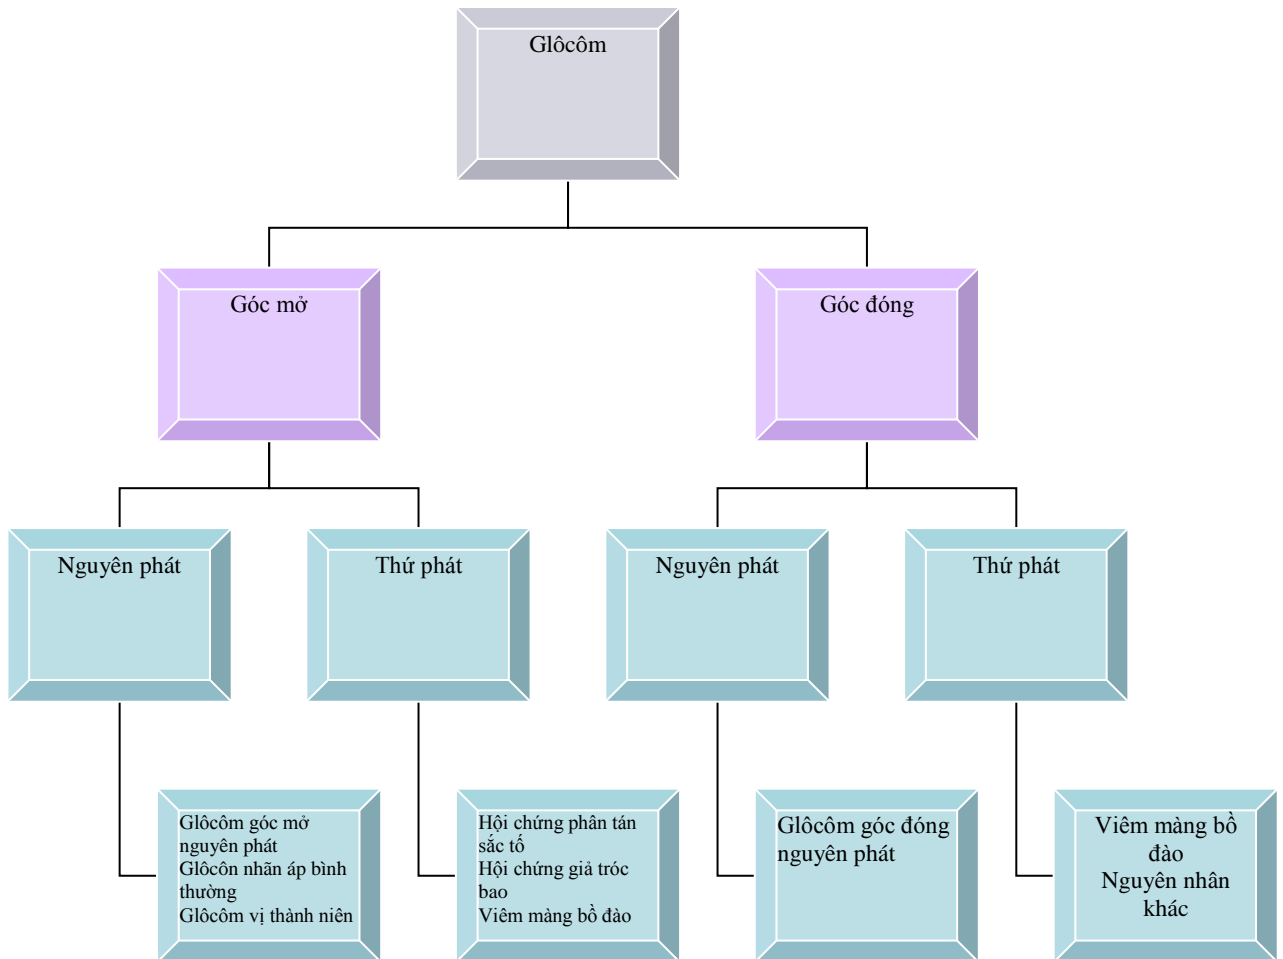 Glôcôm
Góc mở
Góc đóng
Nguyên phát
Thứ phát
Nguyên phát
Thứ phát
Glôcôm góc mở
nguyên phát
Glôcôn nhãn áp bình
thường
Glôcôm vị thành niên
Hội chứng phân tán
sắc tố
Hội chứng giả tróc
bao
Viêm màng bồ đào
Glôcôm góc đóng
nguyên phát
Viêm màng bồ
đào
Nguyên nhân
khác